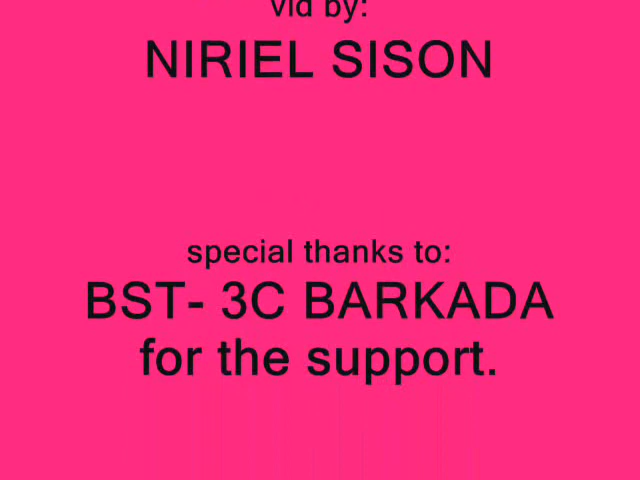 vid by:
NIRIEL SISON
special thanks to:
BST- 3C BARKADA
for the support.